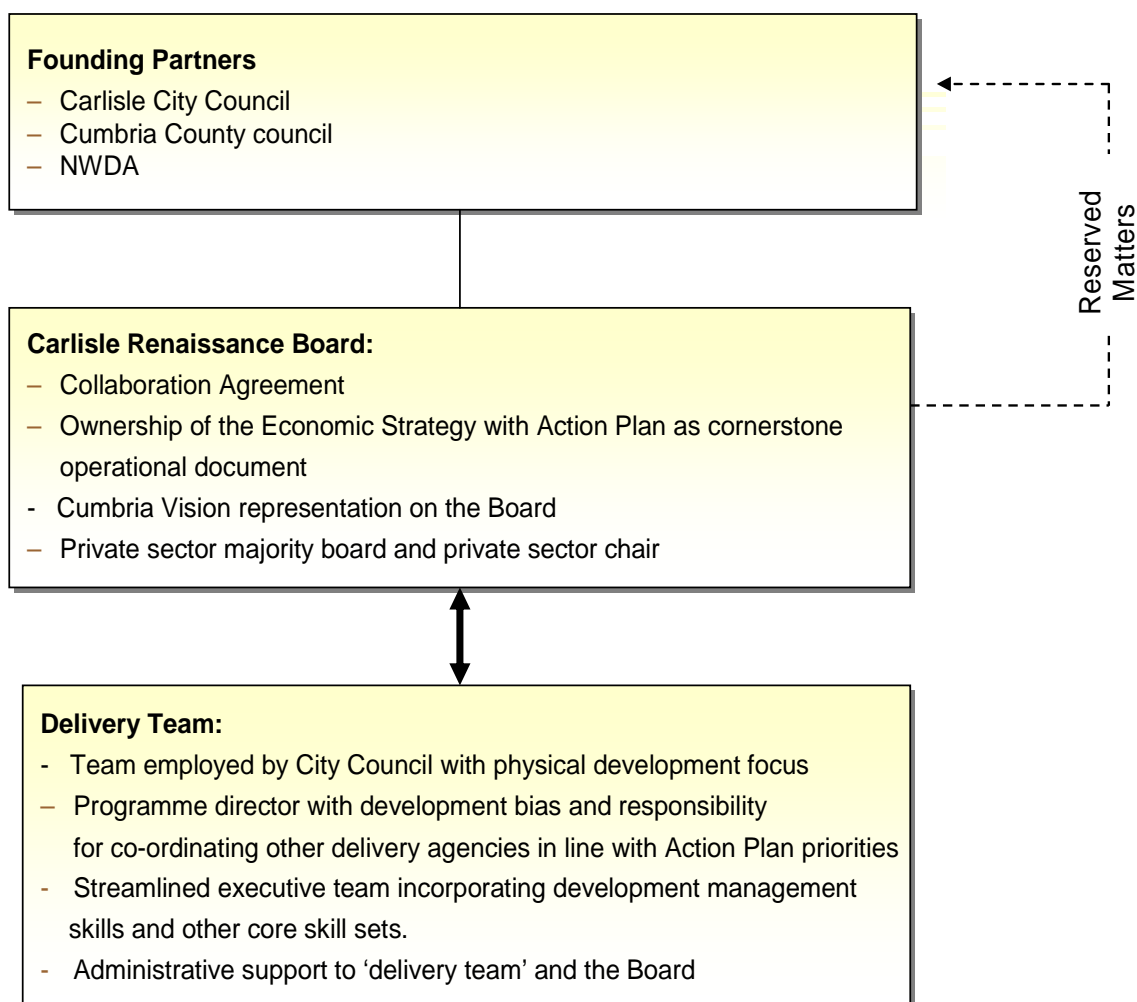 Founding Partners
– Carlisle City Council
– Cumbria County council
– NWDA
Reserved
Matters
Carlisle Renaissance Board:
– Collaboration Agreement
– Ownership of the Economic Strategy with Action Plan as cornerstone
operational document
- Cumbria Vision representation on the Board
– Private sector majority board and private sector chair
Delivery Team:
- Team employed by City Council with physical development focus
– Programme director with development bias and responsibility
for co-ordinating other delivery agencies in line with Action Plan priorities
- Streamlined executive team incorporating development management
skills and other core skill sets.
- Administrative support to ‘delivery team’ and the Board